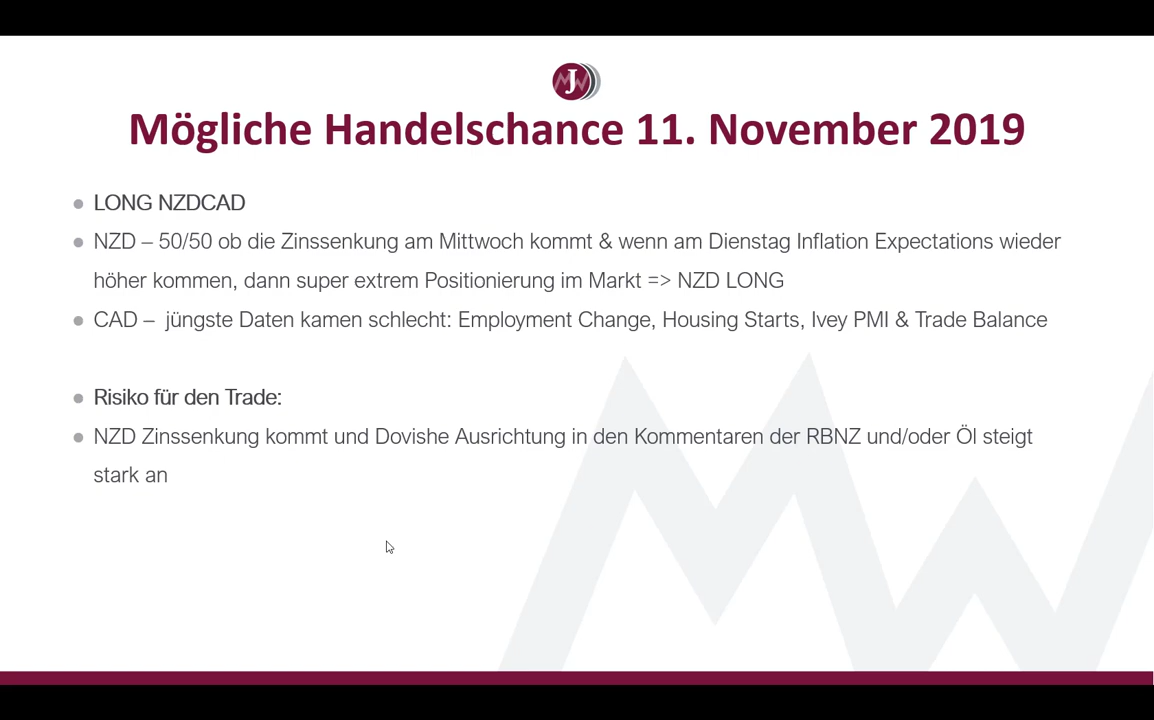 J
Mögliche Handelschance 11. November 2019
LONG NZDCAD
NZD – 50/50 ob die Zinssenkung am Mittwoch kommt & wenn am Dienstag Inflation Expectations wieder
höher kommen, dann super extrem Positionierung im Markt => NZD LONG
CAD – jüngste Daten kamen schlecht: Employment Change, Housing Starts, Ivey PMI & Trade Balance
Risiko für den Trade:
NZD Zinssenkung kommt und Dovishe Ausrichtung in den Kommentaren der RBNZ und/oder Öl steigt
stark an